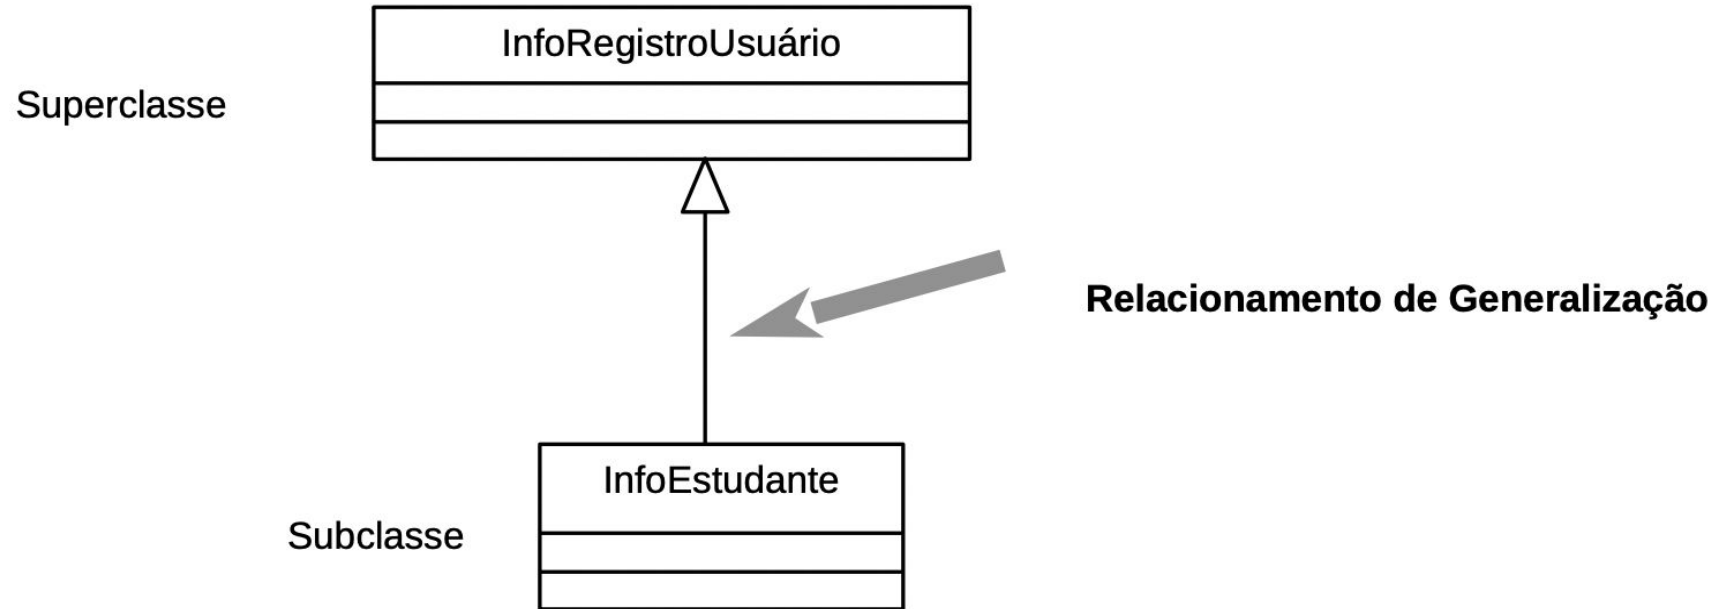 InfoRegistroUsuário
Superclasse
Relacionamento de Generalização
InfoEstudante
Subclasse